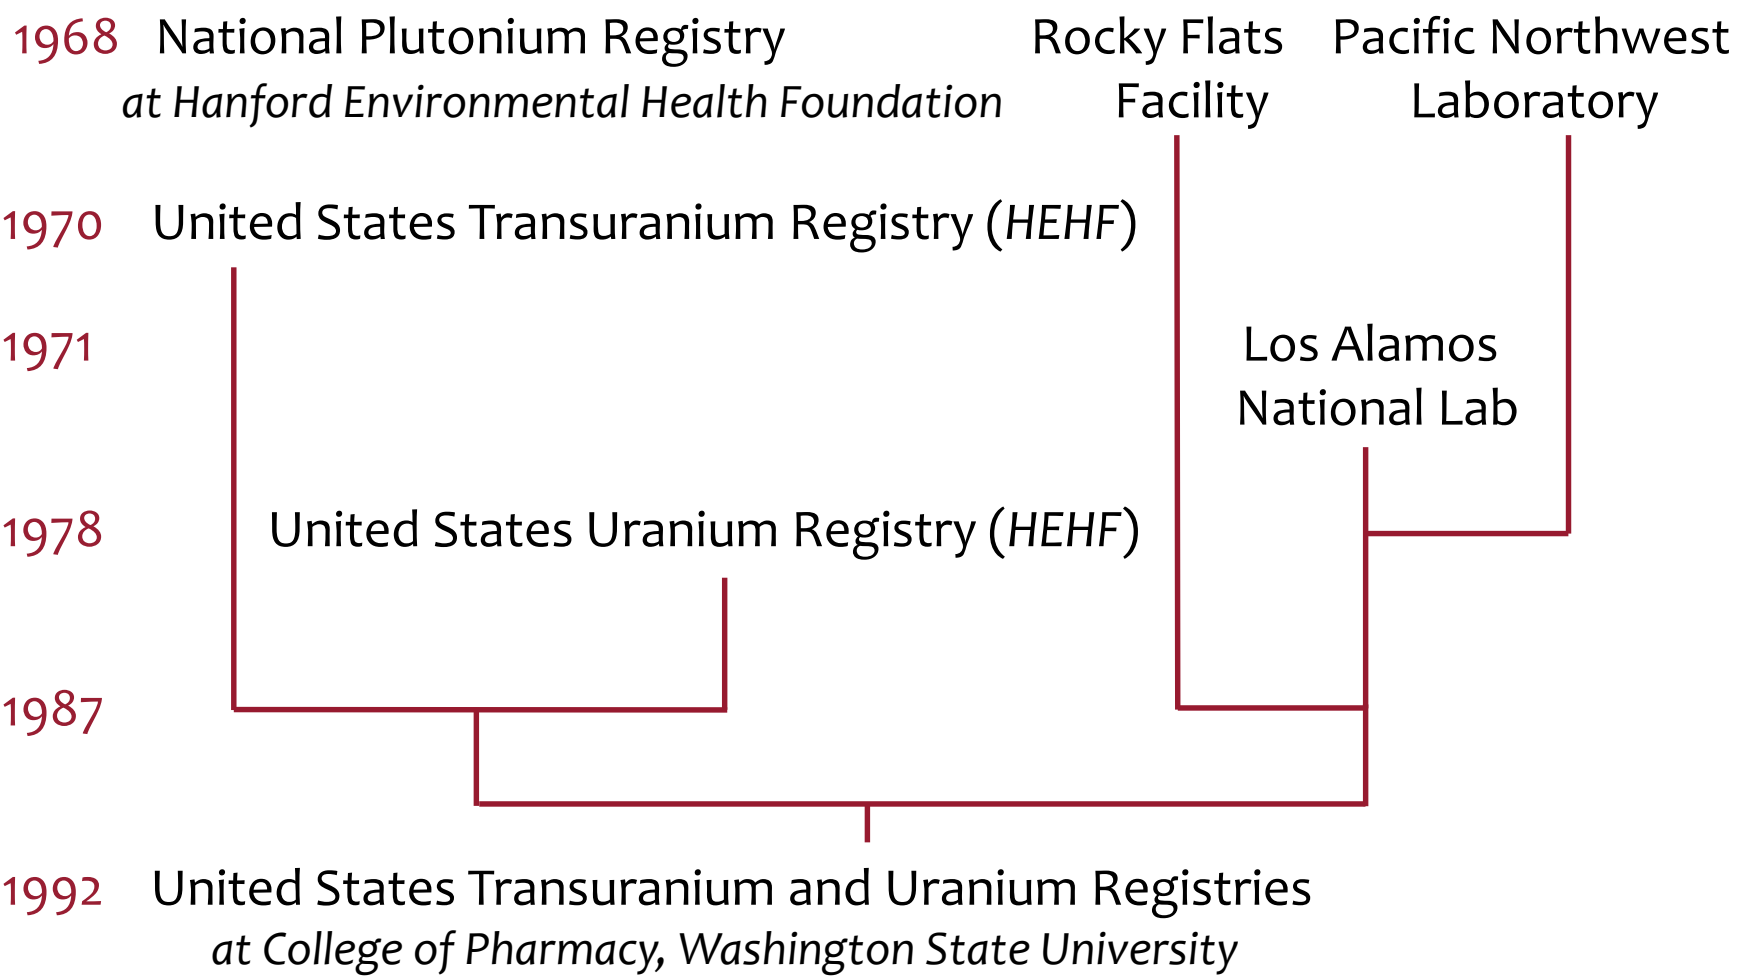 1968 National Plutonium Registry
at Hanford Environmental Health Foundation
Rocky Flats
Facility
Pacific Northwest
Laboratory
1970 United States Transuranium Registry (HEHF)
1971
Los Alamos
National Lab
1978 United States Uranium Registry (HEHF)
1987
1992 United States Transuranium and Uranium Registries
at College of Pharmacy, Washington State University